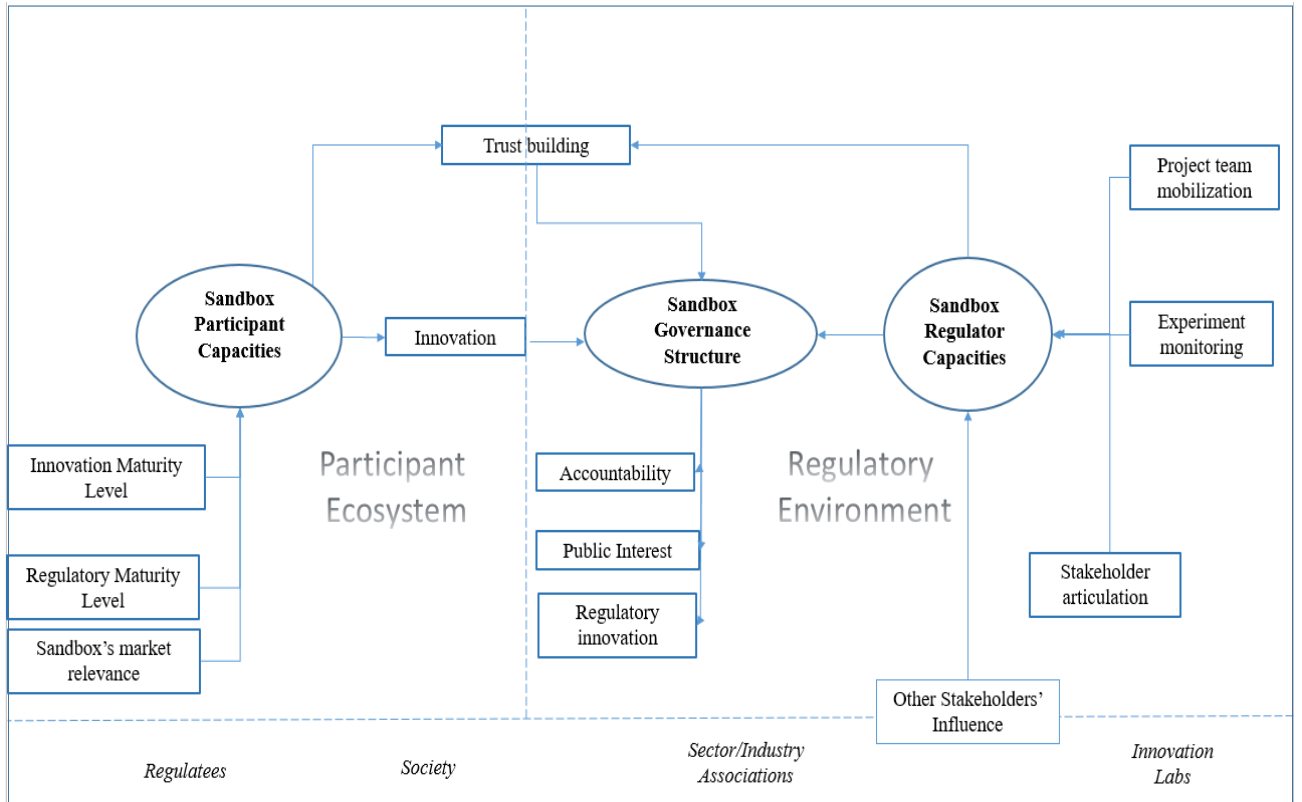 Trust building
Project team
mobilization
Sandbox
Participant
Capacities
Innovation
Sandbox
Governance
Structure
Sandbox
Regulator
Capacities
Experiment
monitoring
Innovation Maturity
Level
Participant
Ecosystem
Accountability
Regulatory
Environment
Regulatory Maturity
Level
Public Interest
Stakeholder
articulation
Sandbox’s market
relevance
Regulatory
innovation
Other Stakeholders’
Influence
Regulatees
Society
Sector/Industry
Associations
Innovation
Labs